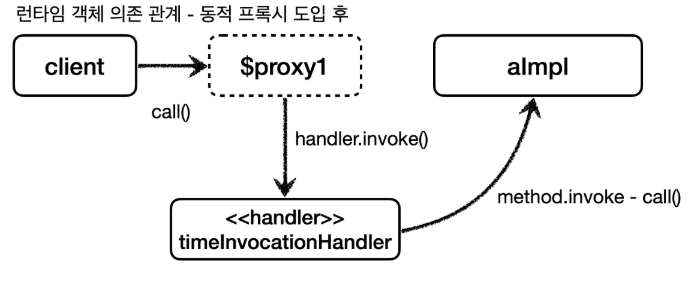 런타임 객체 의존 관계 - 동적 프록시 도입 후
client
$proxy1
aImpl
call()
handler.invoke()
method.invoke - call()
<<handler>>
timeInvocationHandler